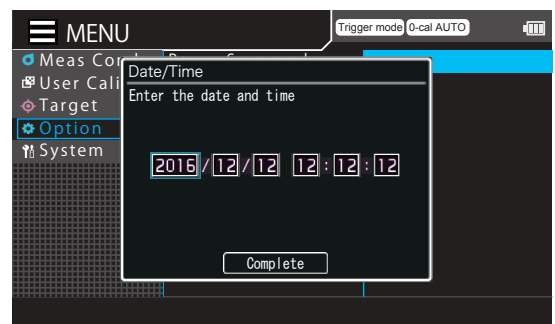 MENU
Trigger mode 0-cal AUTO
Meas Con
User Cali
Target
Option
System
Date/Time
Enter the date and time
2016 / 12 / 12 12 : 12 : 12
Complete